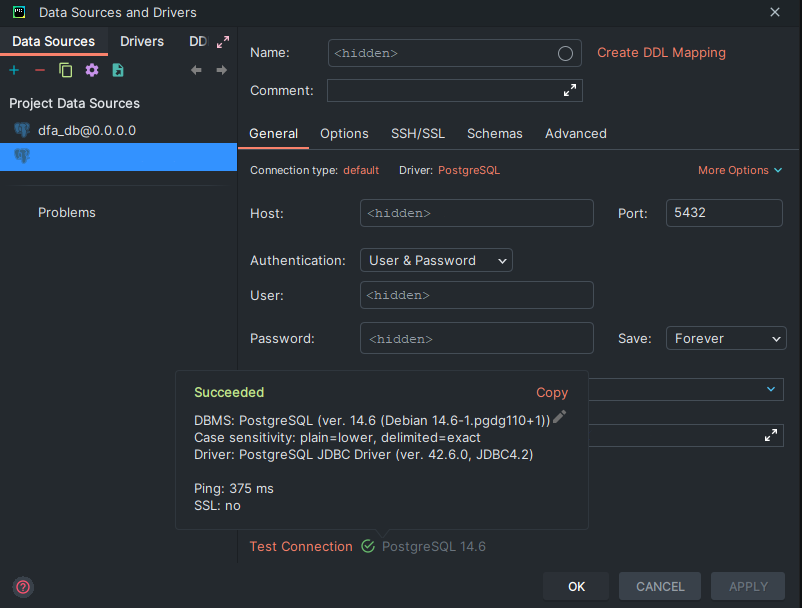 Data Sources and Drivers
Data Sources
Drivers
DD
Project Data Sources
dfa_db@0.0.0.0
Problems
Name:
<hidden>
Create DDL Mapping
Comment:
General
Options
SSH/SSL
Schemas
Advanced
Connection type: default
Driver: PostgreSQL
More Options
Host:
<hidden>
Port:
5432
Authentication:
User & Password
User:
<hidden>
Password:
<hidden>
Save:
Forever
Succeeded
Copy
DBMS: PostgreSQL (ver. 14.6 (Debian 14.6-1.pgdg110+1))
Case sensitivity: plain=lower, delimited=exact
Driver: PostgreSQL JDBC Driver (ver. 42.6.0, JDBC4.2)
Ping: 375 ms
SSL: no
Test Connection
PostgreSQL 14.6
OK
CANCEL
APPLY